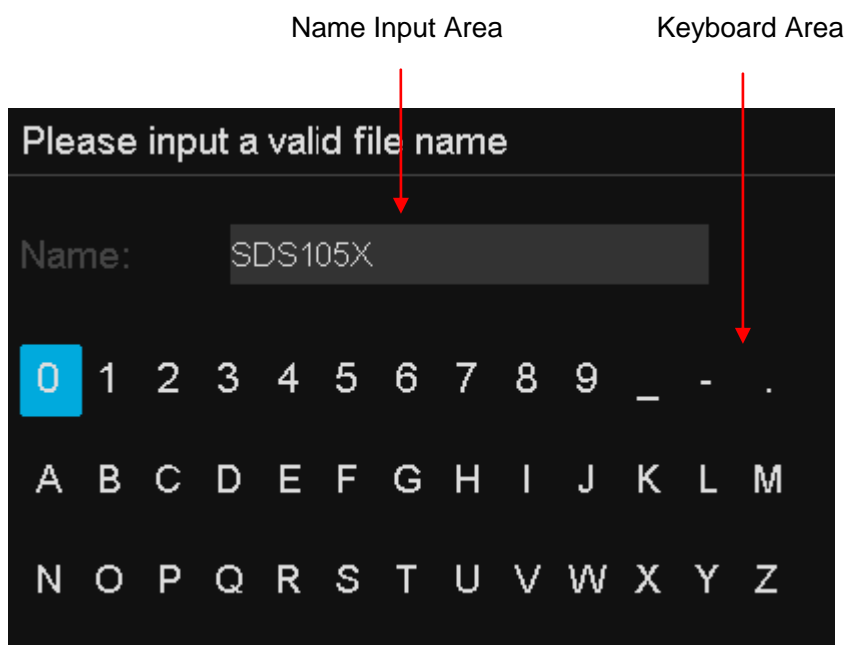 Name Input Area Keyboard Area
Please input a valid file name
Name: SDS105X
0 1 2 3 4 5 6 7 8 9 _ - .
A B C D E F G H I J K L M
N O P Q R S T U V W X Y Z